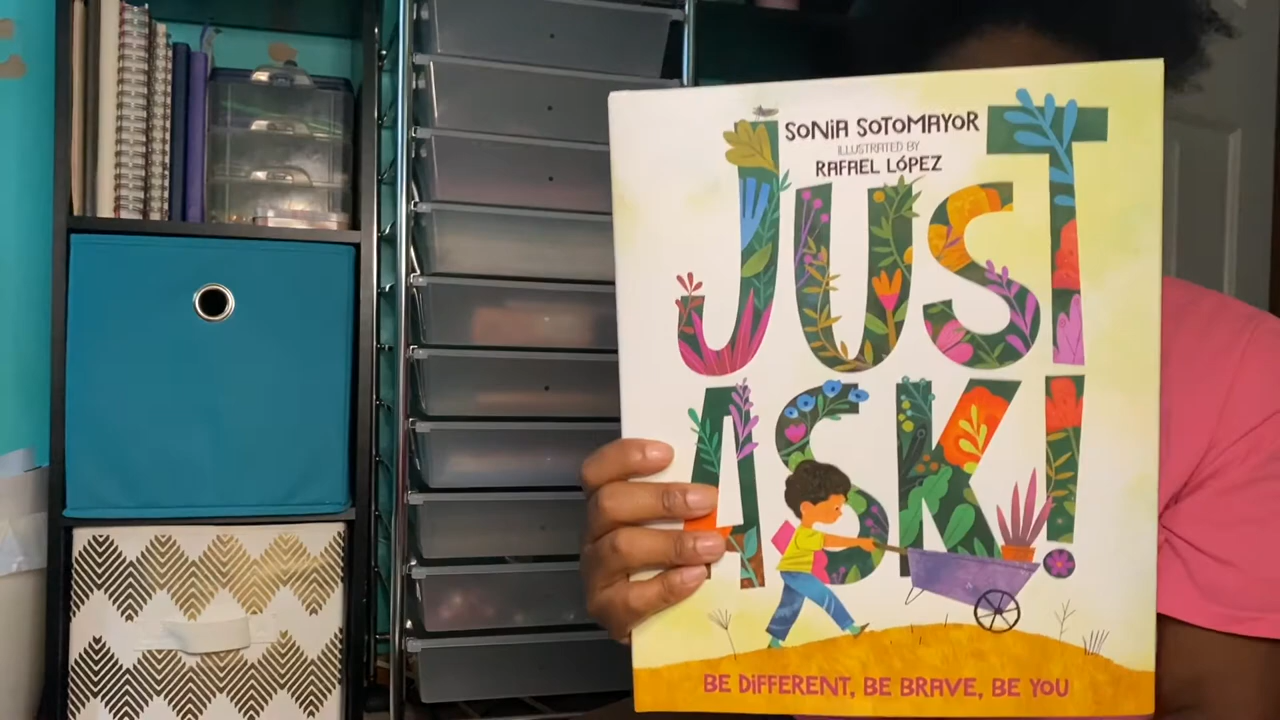 SONIA SOTOMAYOR
ILLUSTRATED BY
RAFAEL LÓPEZ
JUST
ASK!
BE DIFFERENT, BE BRAVE, BE YOU